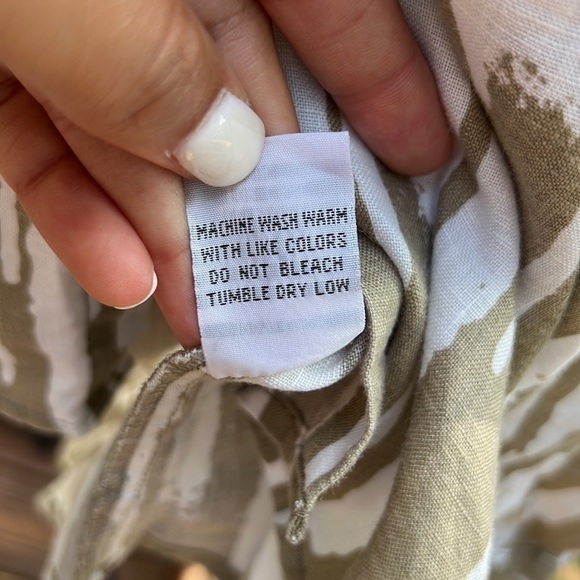 MACHINE WASH WARM
WITH LIKE COLORS
DO NOT BLEACH
TUMBLE DRY LOW